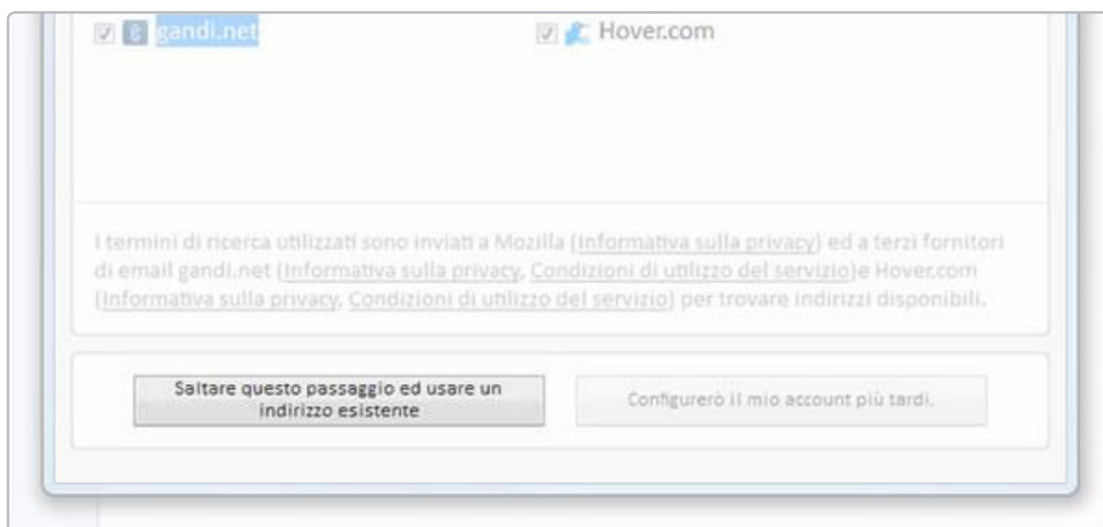 gandi.net
Hover.com
I termini di ricerca utilizzati sono inviati a Mozilla (Informativa sulla privacy) ed a terzi fornitori
di email gandi.net (Informativa sulla privacy, Condizioni di utilizzo del servizio)e Hover.com
(Informativa sulla privacy, Condizioni di utilizzo del servizio) per trovare indirizzi disponibili.
Saltare questo passaggio ed usare un
indirizzo esistente
Configurerò il mio account più tardi.